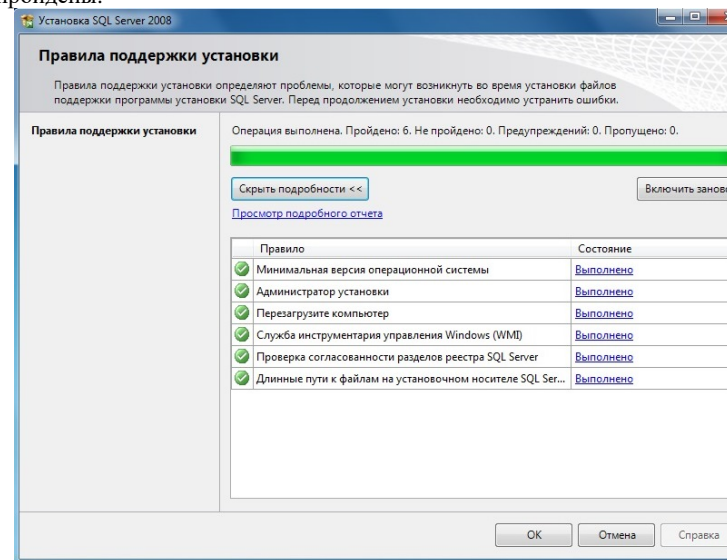 Установка SQL Server 2008
Правила поддержки установки
Правила поддержки установки определяют проблемы, которые могут возникнуть во время установки файлов
поддержки программы установки SQL Server. Перед продолжением установки необходимо устранить ошибки.
Правила поддержки установки
Операция выполнена. Пройдено: 6. Не пройдено: 0. Предупреждений: 0. Пропущено: 0.
Скрыть подробности <<
Включить занов
Просмотр подробного отчета
Правило Состояние
Минимальная версия операционной системы Выполнено
Администратор установки Выполнено
Перезагрузите компьютер Выполнено
Служба инструментария управления Windows (WMI) Выполнено
Проверка согласованности разделов реестра SQL Server Выполнено
Длинные пути к файлам на установочном носителе SQL Ser... Выполнено
OK Отмена Справка